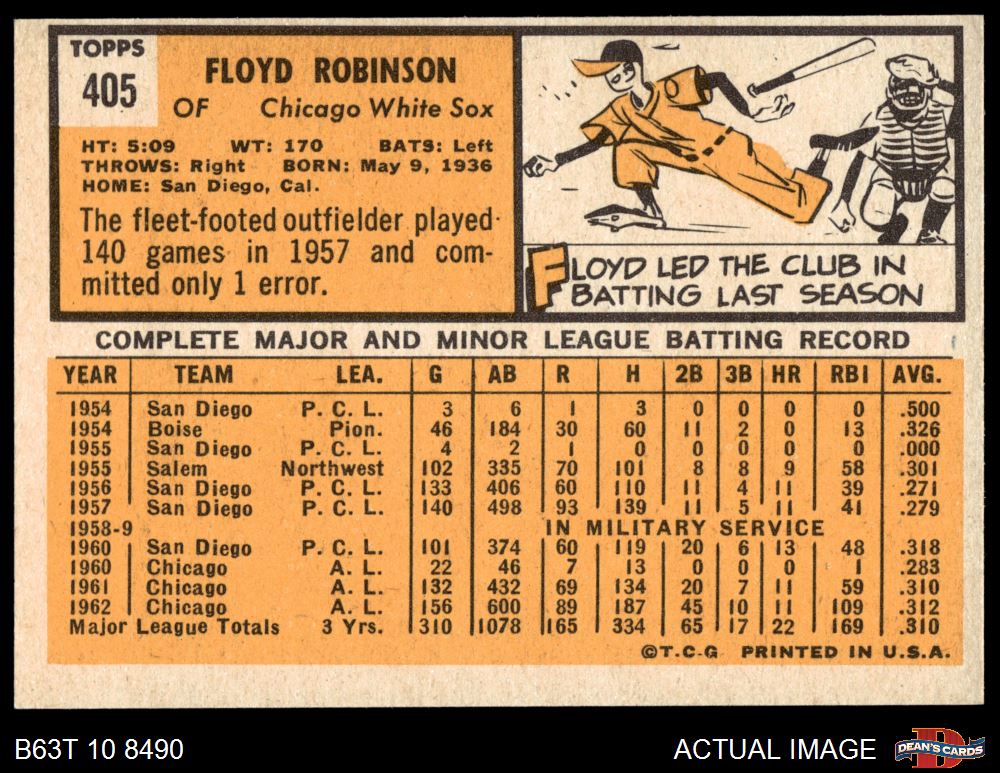 TOPPS
405
FLOYD ROBINSON
OF Chicago White Sox
HT: 5:09 WT: 170 BATS: Left
THROWS: Right BORN: May 9, 1936
HOME: San Diego, Cal.
The fleet-footed outfielder played
140 games in 1957 and com-
mitted only 1 error.
FLOYD LED THE CLUB IN
BATTING LAST SEASON
COMPLETE MAJOR AND MINOR LEAGUE BATTING RECORD
YEAR TEAM LEA. G AB R H 2B 3B HR RBI AVG.
1954 San Diego P. C. L. 3 6 1 3 0 0 0 0 .500
1954 Boise Pion. 46 184 30 60 11 2 0 13 .326
1955 San Diego P. C. L. 4 2 1 0 0 0 0 0 .000
1955 Salem Northwest 102 335 70 101 8 8 9 58 .301
1956 San Diego P. C. L. 133 406 60 110 11 4 11 39 .271
1957 San Diego P. C. L. 140 498 93 139 11 5 11 41 .279
1958-9 IN MILITARY SERVICE
1960 San Diego P. C. L. 101 374 60 119 20 6 13 48 .318
1960 Chicago A. L. 22 46 7 13 0 0 0 1 .283
1961 Chicago A. L. 132 432 69 134 20 7 11 59 .310
1962 Chicago A. L. 156 600 89 187 45 10 11 109 .312
Major League Totals 3 Yrs. 310 1078 165 334 65 17 22 169 .310
©T.C-G PRINTED IN U.S.A.
B63T 10 8490
ACTUAL IMAGE
D
DEAN'S CARDS